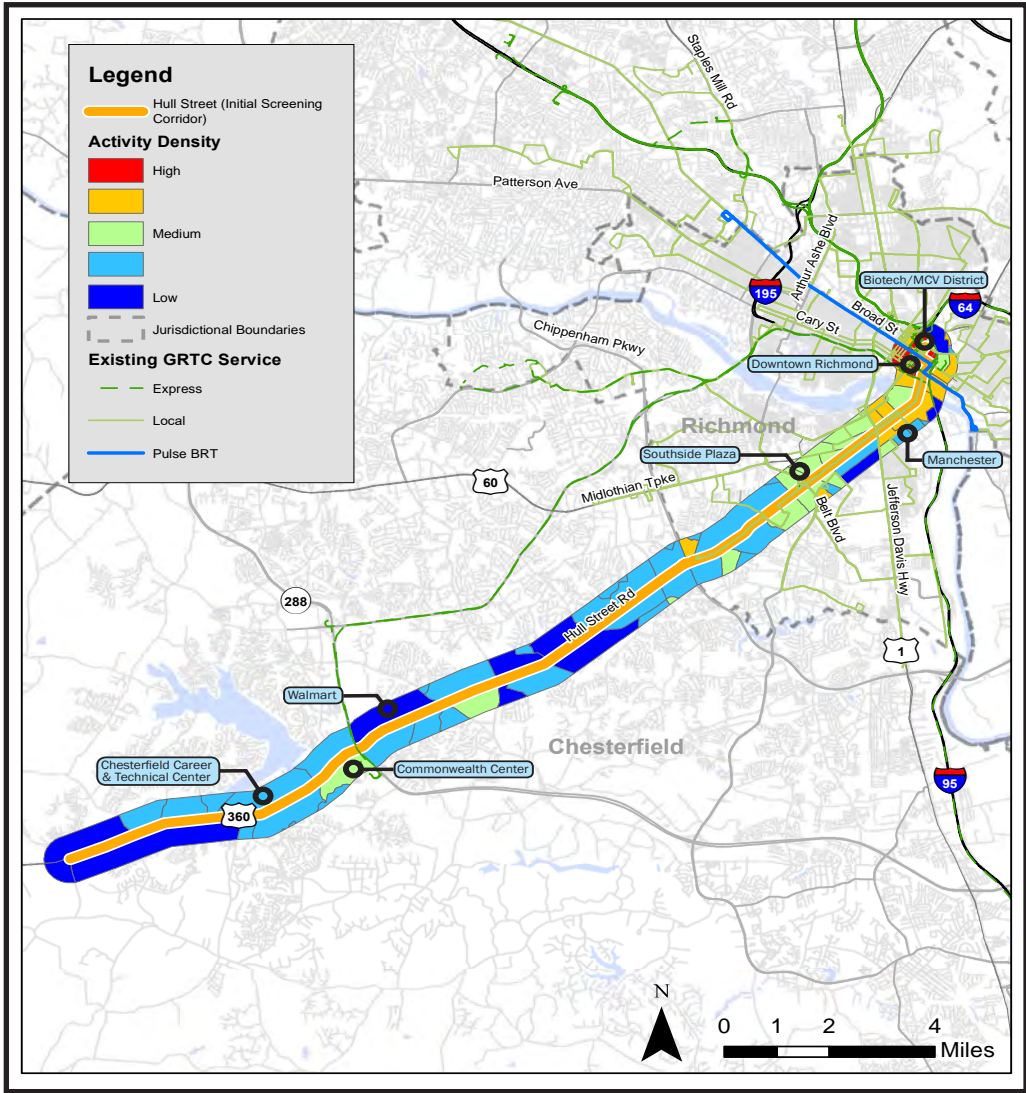 Legend
Hull Street (Initial Screening
Corridor)
Activity Density
High
Medium
Low
Jurisdictional Boundaries
Existing GRTC Service
Express
Local
Pulse BRT
Staples Mill Rd
Patterson Ave
Arthur Ashe Blvd
Biotech/MCV District
195
64
Broad St
Cary St
Chippenham Pkwy
Downtown Richmond
Richmond
Southside Plaza
Manchester
60
Midlothian Tpke
Belt Blvd
Jefferson Davis Hwy
288
Hull Street Rd
1
Walmart
Chesterfield
Chesterfield Career
& Technical Center
Commonwealth Center
95
360
N
0 1 2 4
Miles